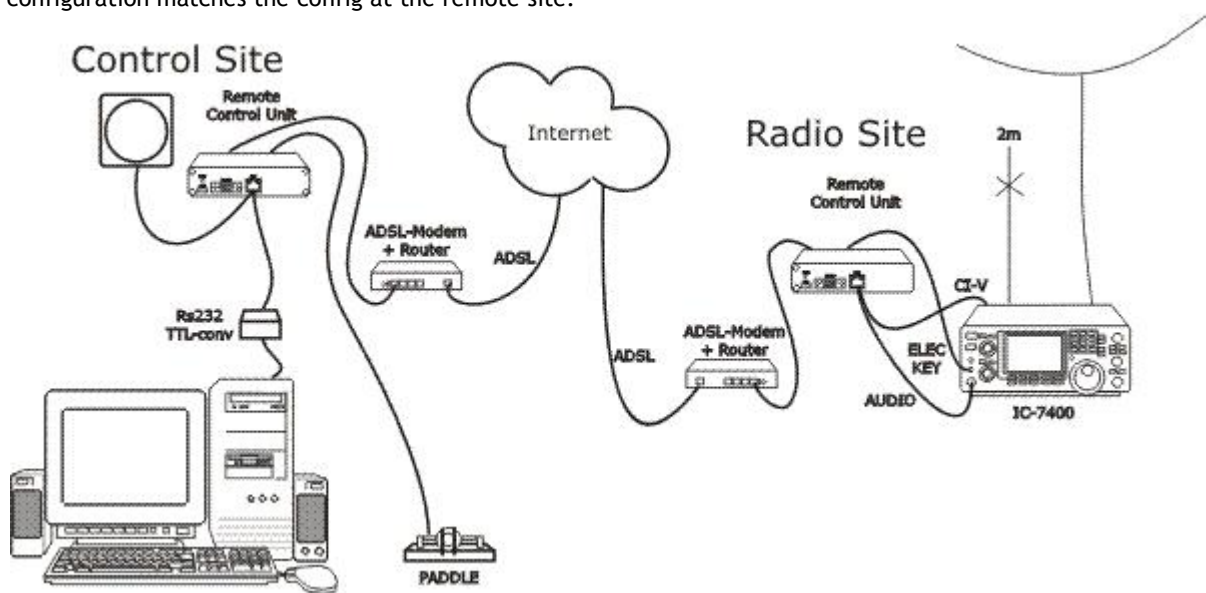 configuration matches the config at the remote site.
Control Site
Remote
Control Unit
Internet
Radio Site
2m
Remote
Control Unit
ADSL-Modem
+ Router
ADSL
CI-V
Rs232
TTL-conv
ADSL-Modem
+ Router
ADSL
ELEC
KEY
AUDIO
IC-7400
PADDLE